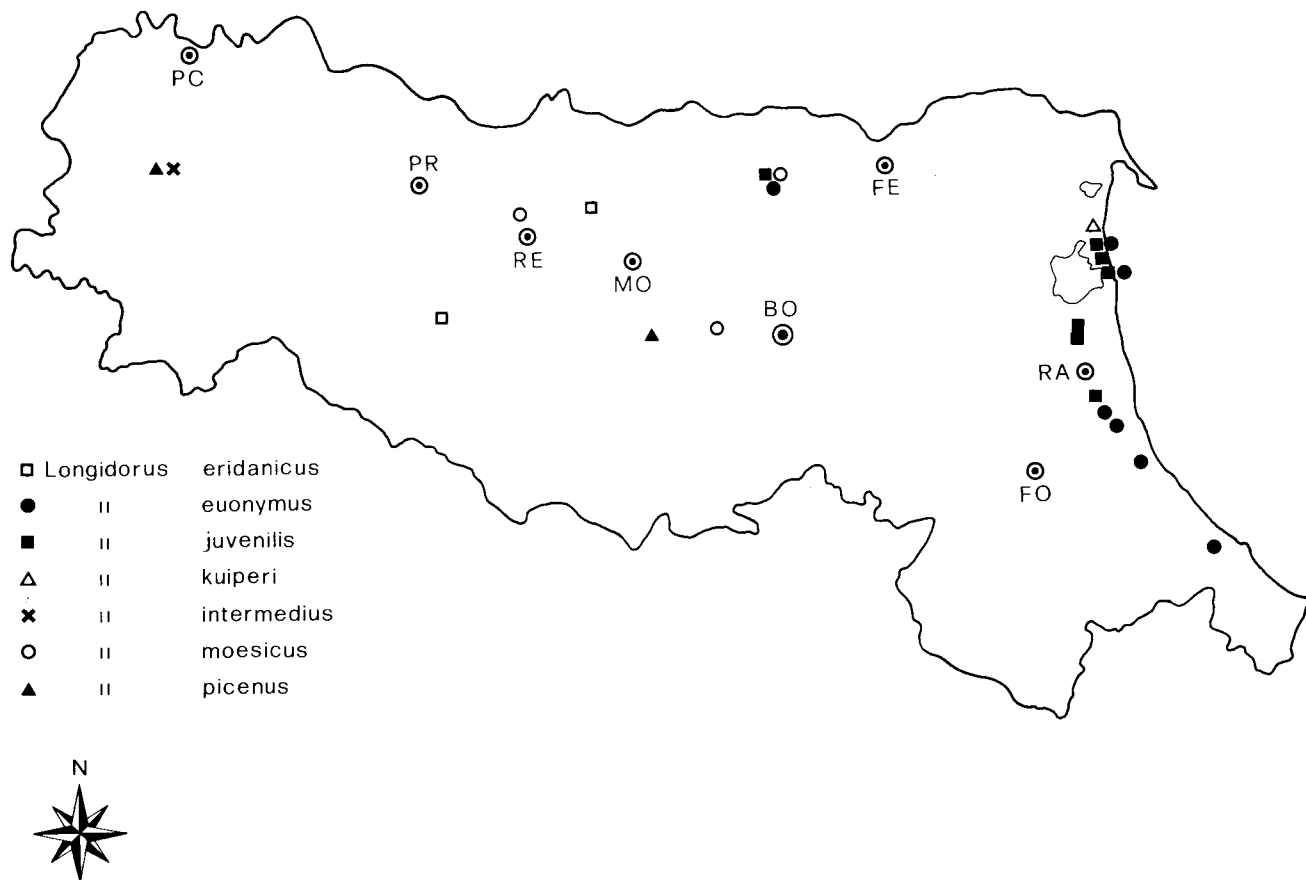 PC
PR
FE
RE
MO
BO
RA
FO
Longidorus eridanicus
" euonymus
" juvenilis
" kuiperi
" intermedius
" moesicus
" picenus
N